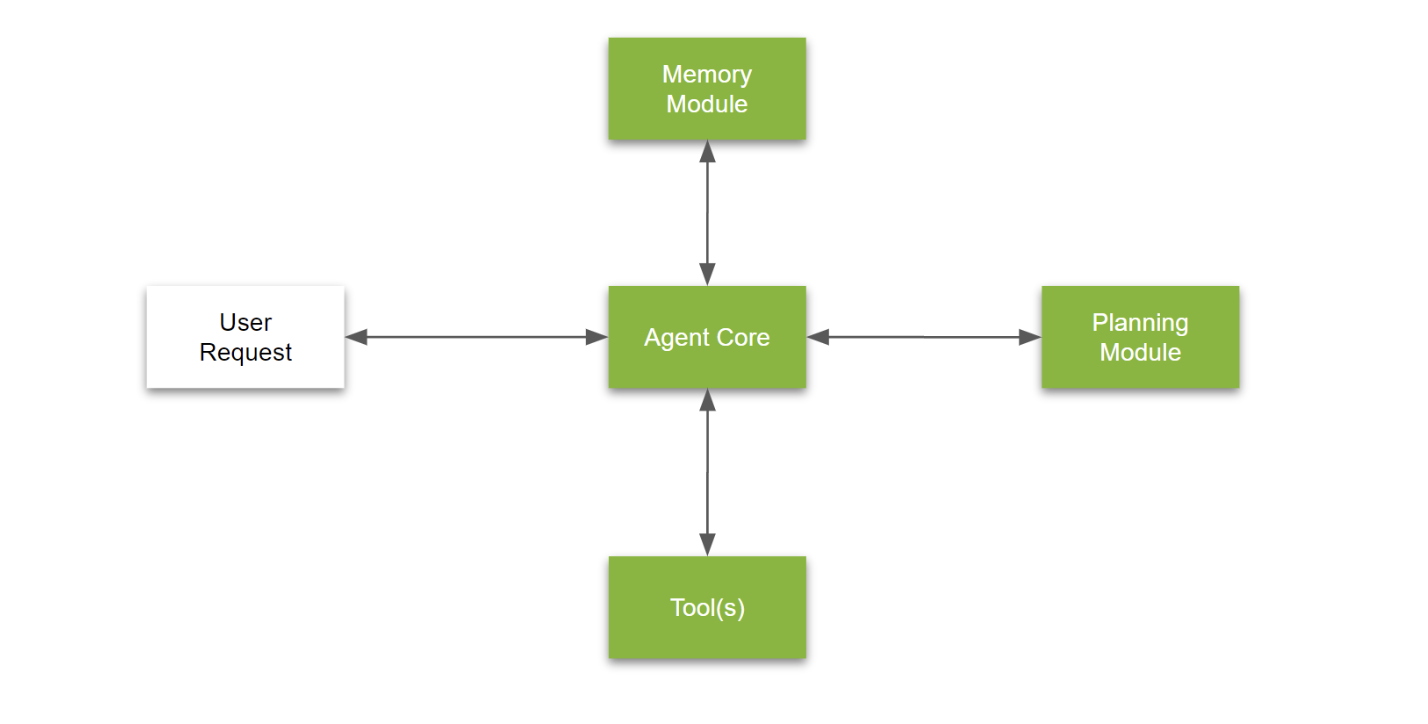 Memory
Module
User
Request
Agent Core
Planning
Module
Tool(s)